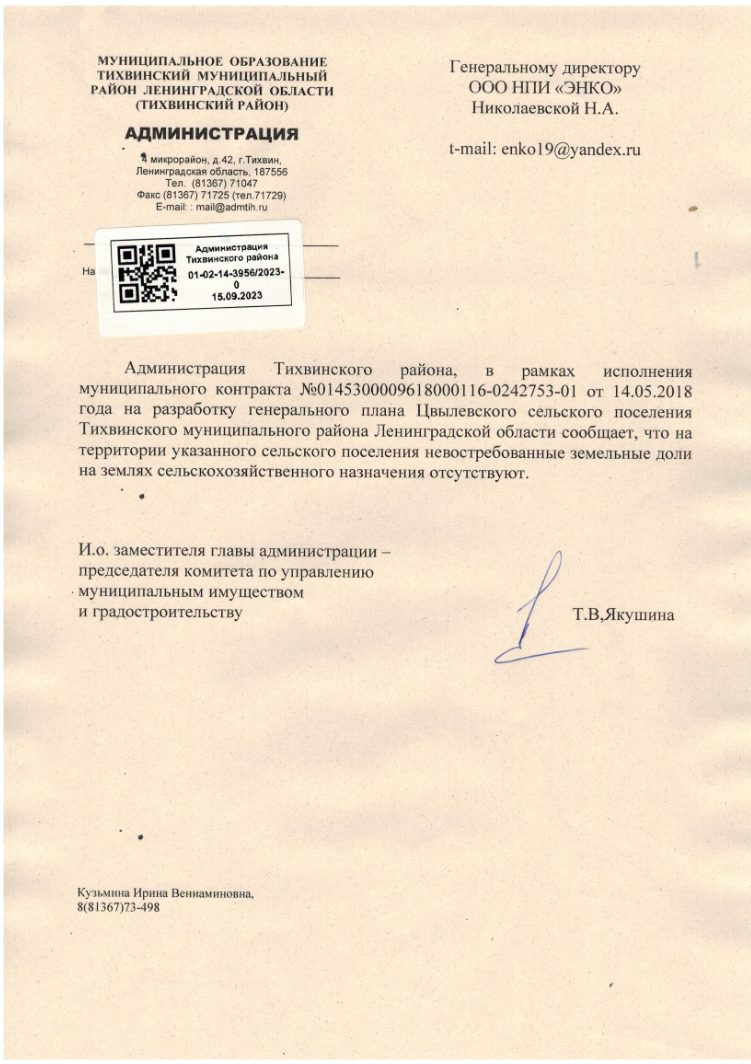 МУНИЦИПАЛЬНОЕ ОБРАЗОВАНИЕ
ТИХВИНСКИЙ МУНИЦИПАЛЬНЫЙ
РАЙОН ЛЕНИНГРАДСКОЙ ОБЛАСТИ
(ТИХВИНСКИЙ РАЙОН)
АДМИНИСТРАЦИЯ
4 микрорайон, д.42, г.Тихвин,
Ленинградская область, 187556
Тел. (81367) 71047
Факс (81367) 71725 (тел.71729)
E-mail: : mail@admtih.ru
Генеральному директору
ООО НПИ «ЭНКО»
Николаевской Н.А.
t-mail: enko19@yandex.ru
Администрация
Тихвинского района
01-02-14-3956/2023-
0
15.09.2023
На
Администрация Тихвинского района, в рамках исполнения
муниципального контракта №0145300009618000116-0242753-01 от 14.05.2018
года на разработку генерального плана Цвылевского сельского поселения
Тихвинского муниципального района Ленинградской области сообщает, что на
территории указанного сельского поселения невостребованные земельные доли
на землях сельскохозяйственного назначения отсутствуют.
И.о. заместителя главы администрации –
председателя комитета по управлению
муниципальным имуществом
и градостроительству
Т.В,Якушина
Кузьмина Ирина Вениаминовна,
8(81367)73-498